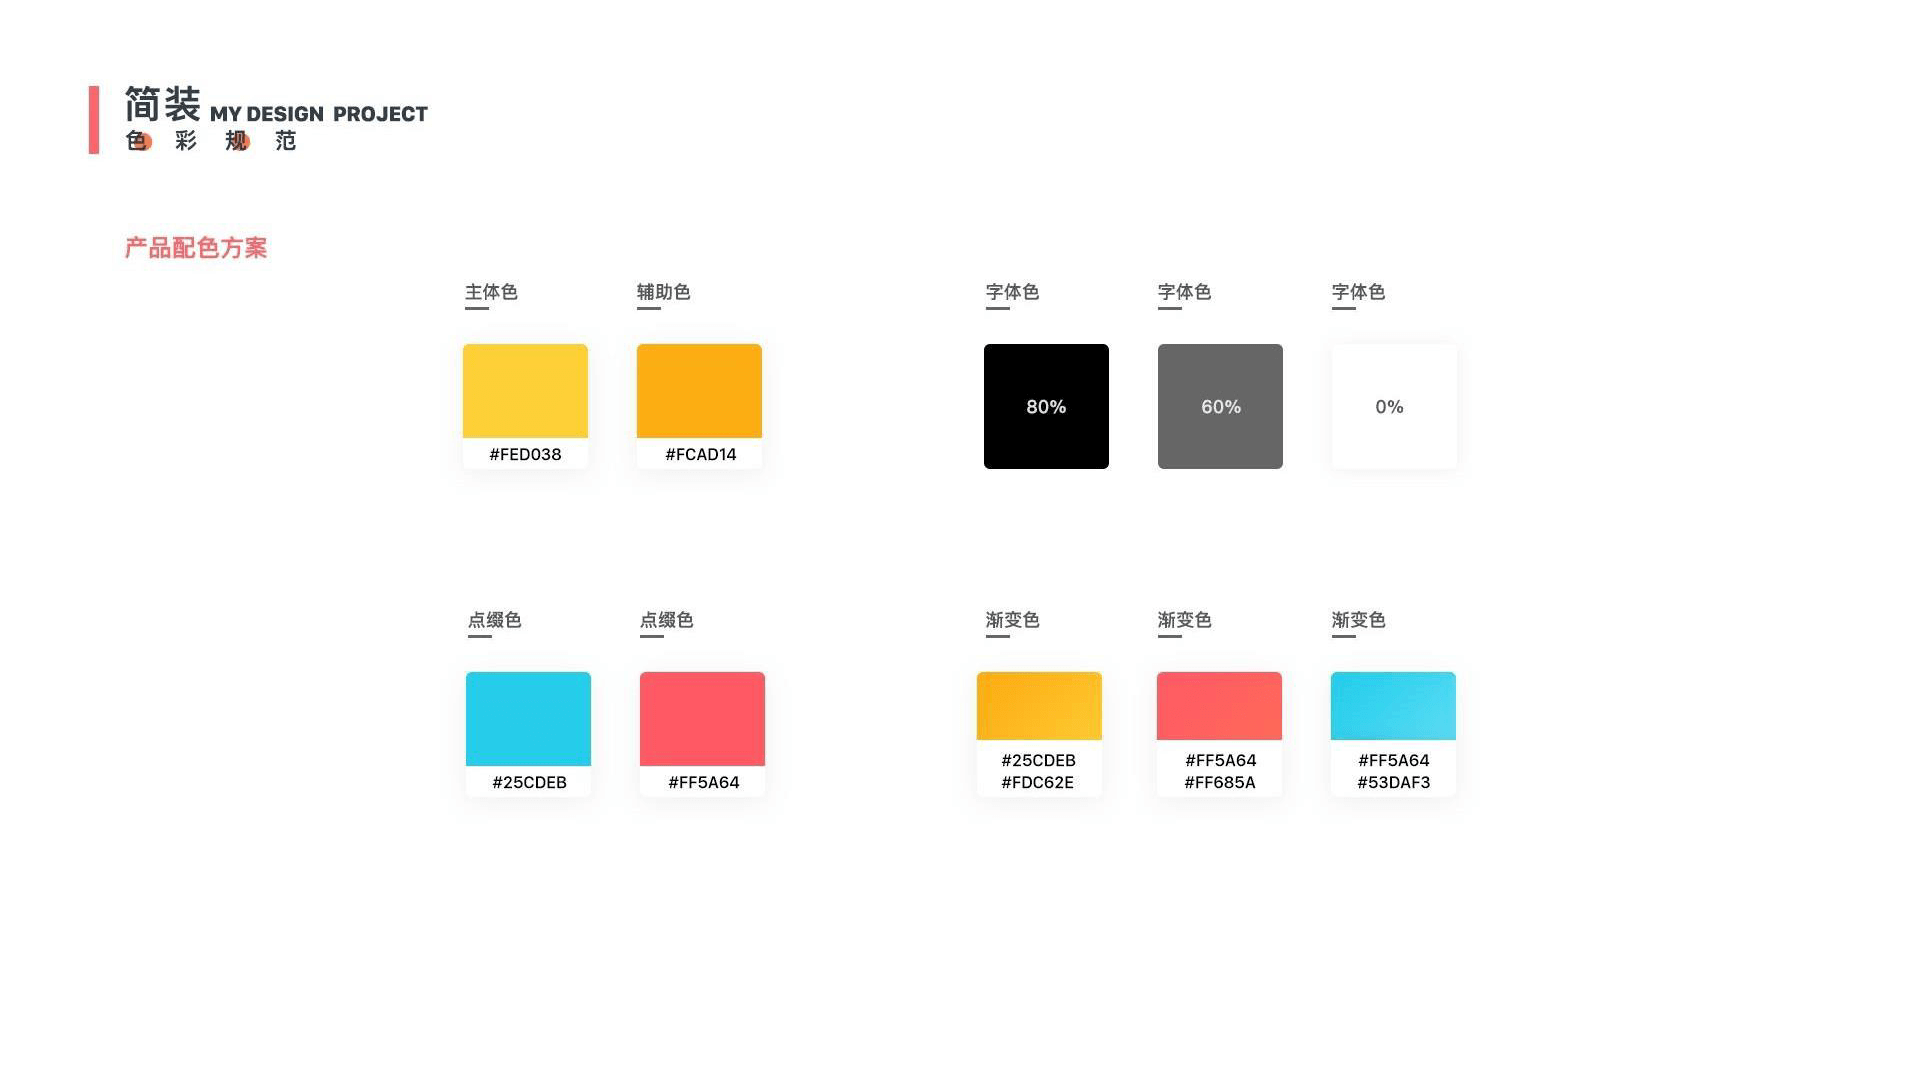 简装 MY DESIGN PROJECT
色彩规范
产品配色方案
主体色
辅助色
字体色
字体色
字体色
#FED038
#FCAD14
80%
60%
0%
点缀色
点缀色
渐变色
渐变色
渐变色
#25CDEB
#FF5A64
#25CDEB
#FDC62E
#FF5A64
#FF685A
#FF5A64
#53DAF3